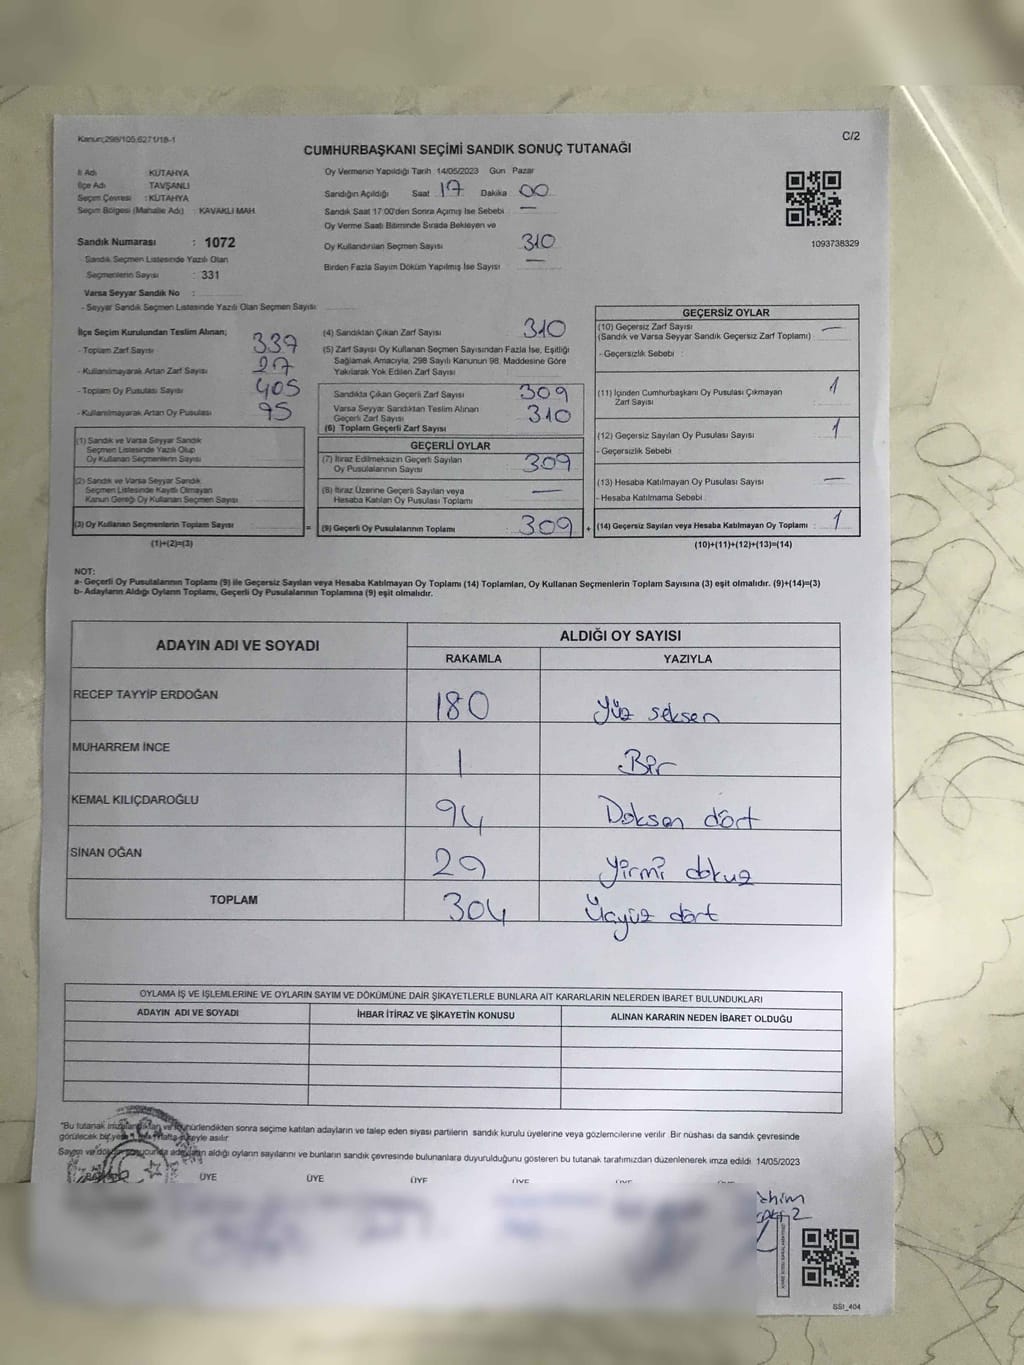 Kanun;298/105,6271/18-1
C/2
CUMHURBAŞKANI SEÇİMİ SANDIK SONUÇ TUTANAĞI
İl Adı KÜTAHYA
İlçe Adı TAVŞANLI
Seçim Çevresi : KÜTAHYA
Seçim Bölgesi (Mahalle Adı) : KAVAKLI MAH.
Sandık Numarası : 1072
Sandık Seçmen Listesinde Yazılı Olan
Seçmenlerin Sayısı : 331
Varsa Seyyar Sandık No :
- Seyyar Sandık Seçmen Listesinde Yazılı Olan Seçmen Sayısı
Oy Vermenin Yapıldığı Tarih 14/05/2023 Gün Pazar
Sandığın Açıldığı Saat 17 Dakika 00
Sandık Saat 17:00'den Sonra Açılmış İse Sebebi —
Oy Verme Saati Bitiminde Sırada Bekleyen ve
Oy Kullandırılan Seçmen Sayısı 310
Birden Fazla Sayım Döküm Yapılmış İse Sayısı —
1093738329
İlçe Seçim Kurulundan Teslim Alınan;
- Toplam Zarf Sayısı 337
- Kullanılmayarak Artan Zarf Sayısı 27
- Toplam Oy Pusulası Sayısı 405
- Kullanılmayarak Artan Oy Pusulası 95
(1) Sandık ve Varsa Seyyar Sandık
Seçmen Listesinde Yazılı Olup
Oy Kullanan Seçmenlerin Sayısı
(2) Sandık ve Varsa Seyyar Sandık
Seçmen Listesinde Kayıtlı Olmayan
Kanun Gereği Oy Kullanan Seçmen Sayısı
(3) Oy Kullanan Seçmenlerin Toplam Sayısı
=
(1)+(2)=(3)
(4) Sandıktan Çıkan Zarf Sayısı 310
(5) Zarf Sayısı Oy Kullanan Seçmen Sayısından Fazla İse, Eşitliği
Sağlamak Amacıyla, 298 Sayılı Kanunun 98. Maddesine Göre
Yakılarak Yok Edilen Zarf Sayısı
Sandıkta Çıkan Geçerli Zarf Sayısı 309
Varsa Seyyar Sandıktan Teslim Alınan
Geçerli Zarf Sayısı 310
(6) Toplam Geçerli Zarf Sayısı
GEÇERLİ OYLAR
(7) İtiraz Edilmeksizin Geçerli Sayılan
Oy Pusulalarının Sayısı 309
(8) İtiraz Üzerine Geçerli Sayılan veya
Hesaba Katılan Oy Pusulası Toplamı —
(9) Geçerli Oy Pusulalarının Toplamı 309
+
GEÇERSİZ OYLAR
(10) Geçersiz Zarf Sayısı —
(Sandık ve Varsa Seyyar Sandık Geçersiz Zarf Toplamı)
- Geçersizlik Sebebi :
(11) İçinden Cumhurbaşkanı Oy Pusulası Çıkmayan 1
Zarf Sayısı
(12) Geçersiz Sayılan Oy Pusulası Sayısı 1
- Geçersizlik Sebebi :
(13) Hesaba Katılmayan Oy Pusulası Sayısı —
- Hesaba Katılmama Sebebi
(14) Geçersiz Sayılan veya Hesaba Katılmayan Oy Toplamı : 1
(10)+(11)+(12)+(13)=(14)
NOT:
a- Geçerli Oy Pusulalarının Toplamı (9) ile Geçersiz Sayılan veya Hesaba Katılmayan Oy Toplamı (14) Toplamları, Oy Kullanan Seçmenlerin Toplam Sayısına (3) eşit olmalıdır. (9)+(14)=(3)
b- Adayların Aldığı Oyların Toplamı, Geçerli Oy Pusulalarının Toplamına (9) eşit olmalıdır.
ADAYIN ADI VE SOYADI
ALDIĞI OY SAYISI
RAKAMLA YAZIYLA
RECEP TAYYİP ERDOĞAN 180 Yüz seksen
MUHARREM İNCE 1 Bir
KEMAL KILIÇDAROĞLU 94 Doksan dört
SİNAN OĞAN 29 yirmi dokuz
TOPLAM 304 Üçyüz dört
OYLAMA İŞ VE İŞLEMLERİNE VE OYLARIN SAYIM VE DÖKÜMÜNE DAİR ŞİKAYETLERLE BUNLARA AİT KARARLARIN NELERDEN İBARET BULUNDUKLARI
ADAYIN ADI VE SOYADI İHBAR İTİRAZ VE ŞİKAYETİN KONUSU ALINAN KARARIN NEDEN İBARET OLDUĞU
"Bu tutanak imzalandıktan ve mühürlendikten sonra seçime katılan adayların ve talep eden siyasi partilerin sandık kurulu üyelerine veya gözlemcilerine verilir. Bir nüshası da sandık çevresinde
görülecek bir yere 1 hafta süreyle asılır
Sayım ve döküm sonucunda adayların aldığı oyların sayılarını ve bunların sandık çevresinde bulunanlara duyurulduğunu gösteren bu tutanak tarafımızdan düzenlenerek imza edildi. 14/05/2023
ÜYE ÜYE ÜYE ÜYE
SSI_404